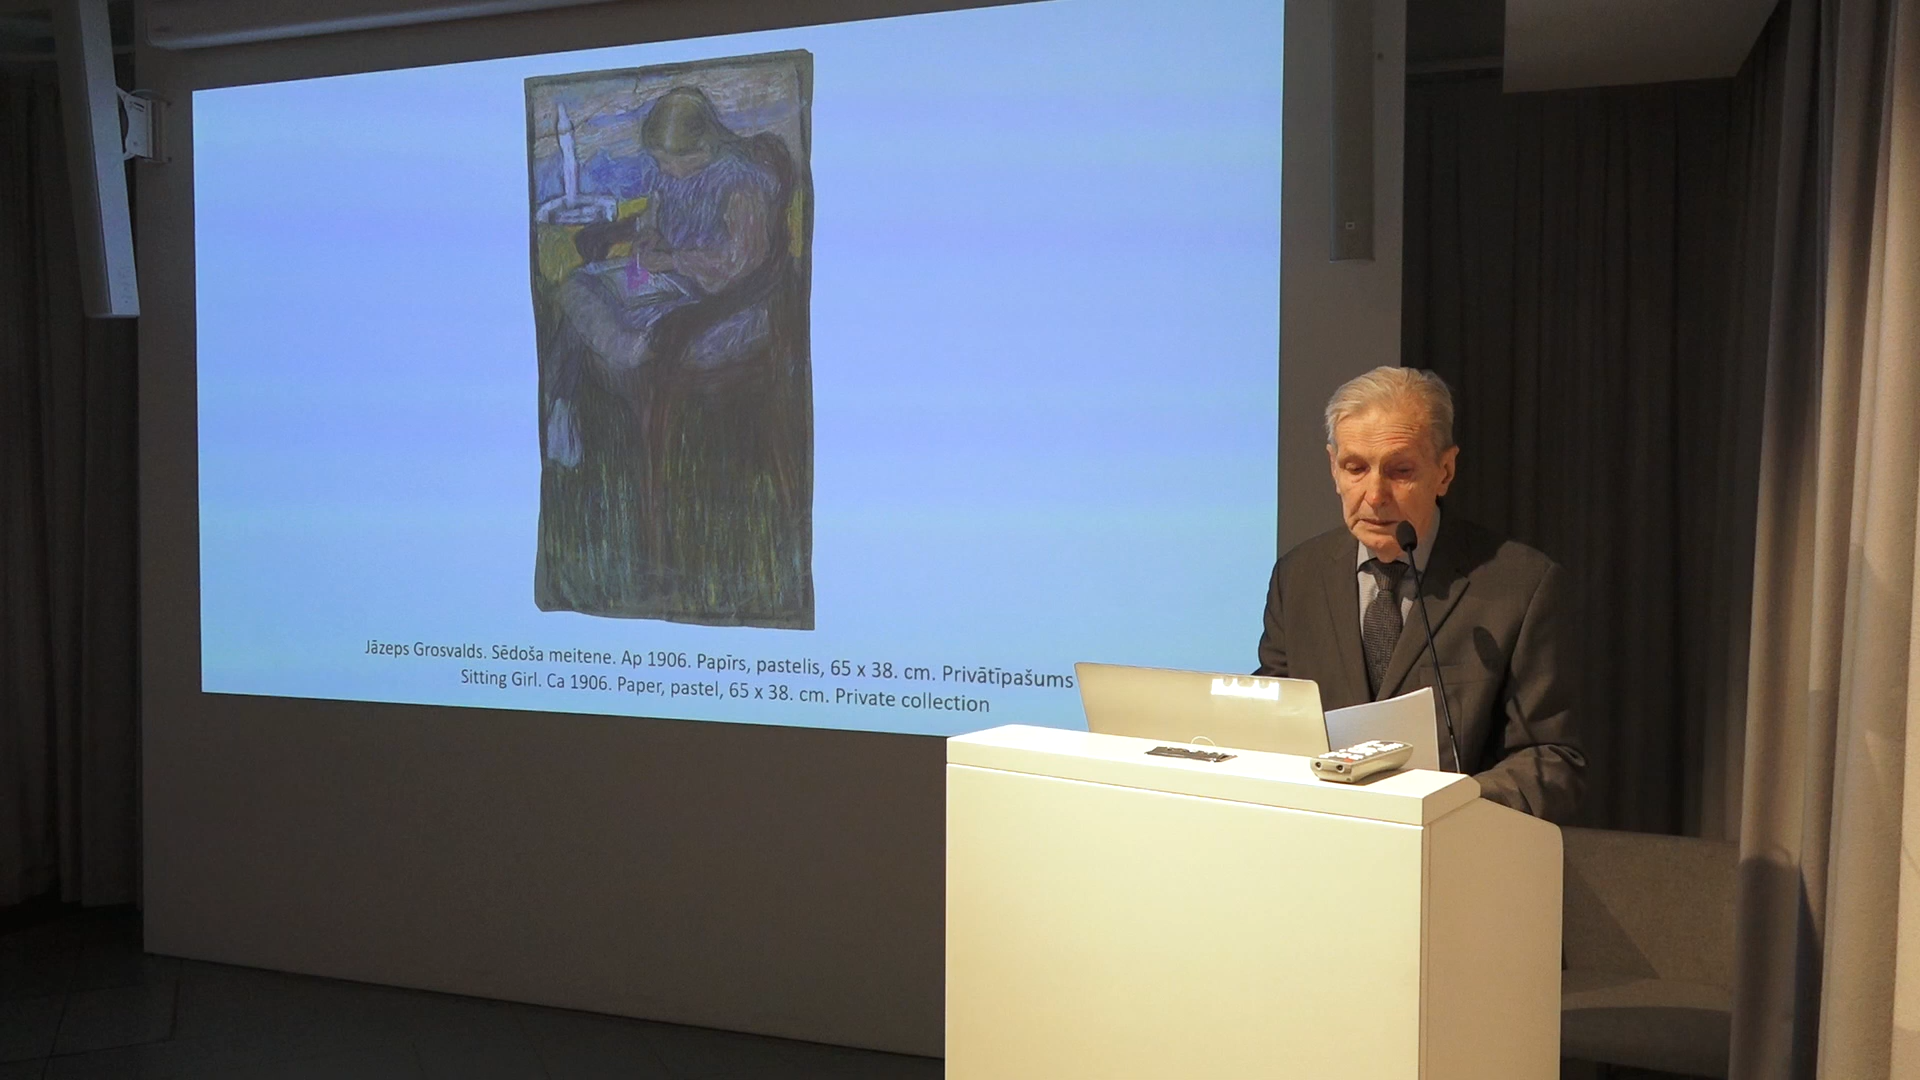 Jāzeps Grosvalds. Sēdoša meitene. Ap 1906. Papīrs, pastelis, 65 x 38. cm. Privātīpašums
Sitting Girl. Ca 1906. Paper, pastel, 65 x 38. cm. Private collection